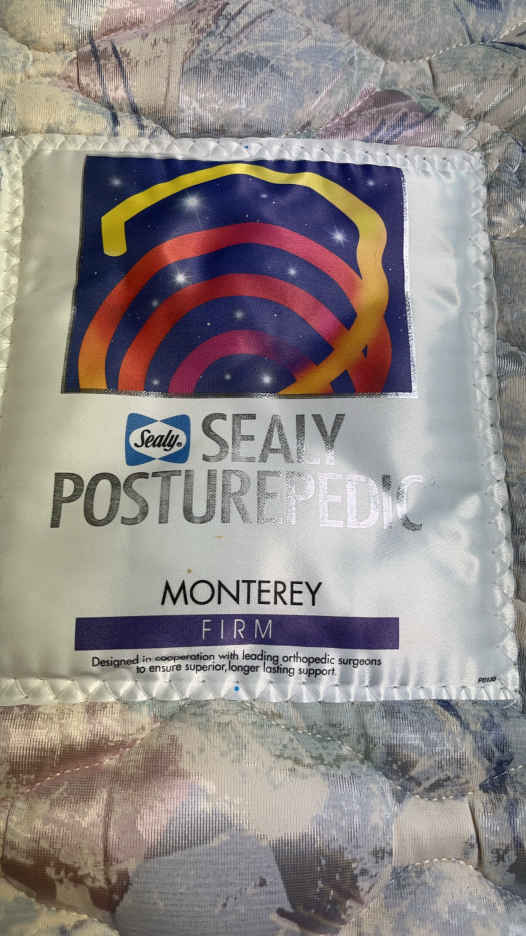 Sealy® SEALY
POSTUREPEDIC
MONTEREY
FIRM
Designed in cooperation with leading orthopedic surgeons
to ensure superior, longer lasting support.